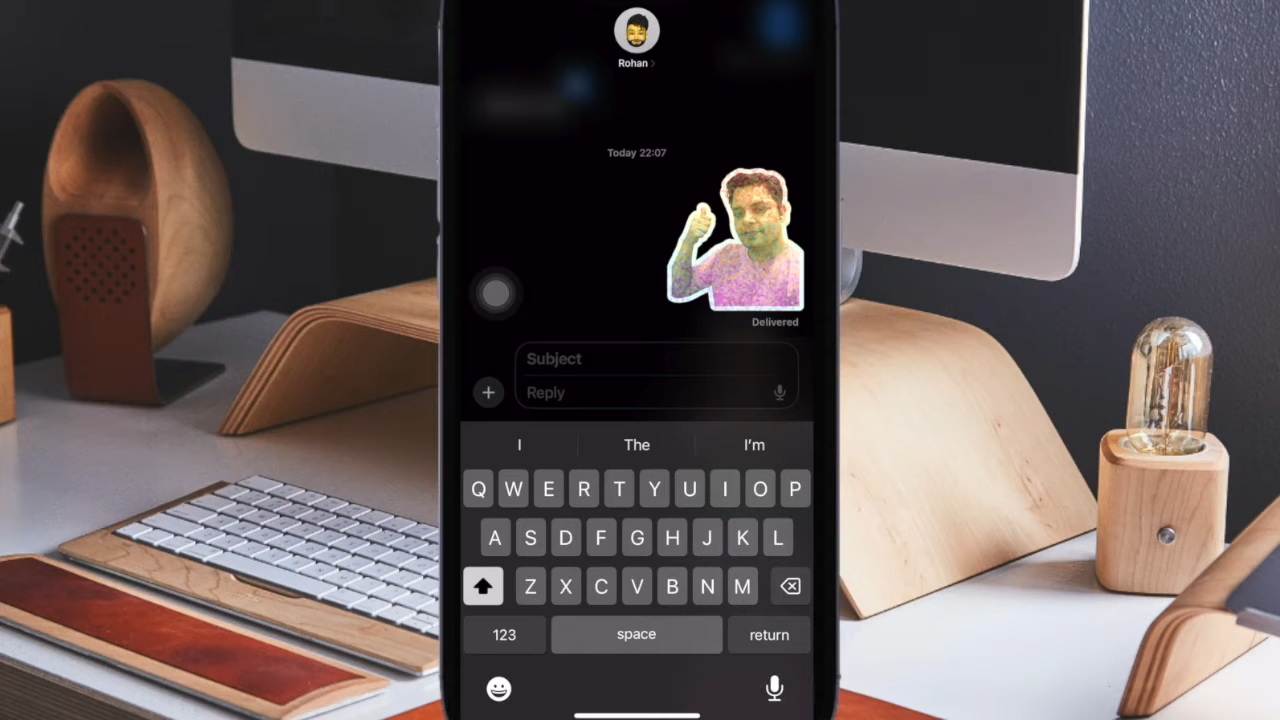 Rohan
Today 22:07
Delivered
Subject
Reply
I The I'm
Q W E R T Y U I O P
A S D F G H J K L
Z X C V B N M
123 space return